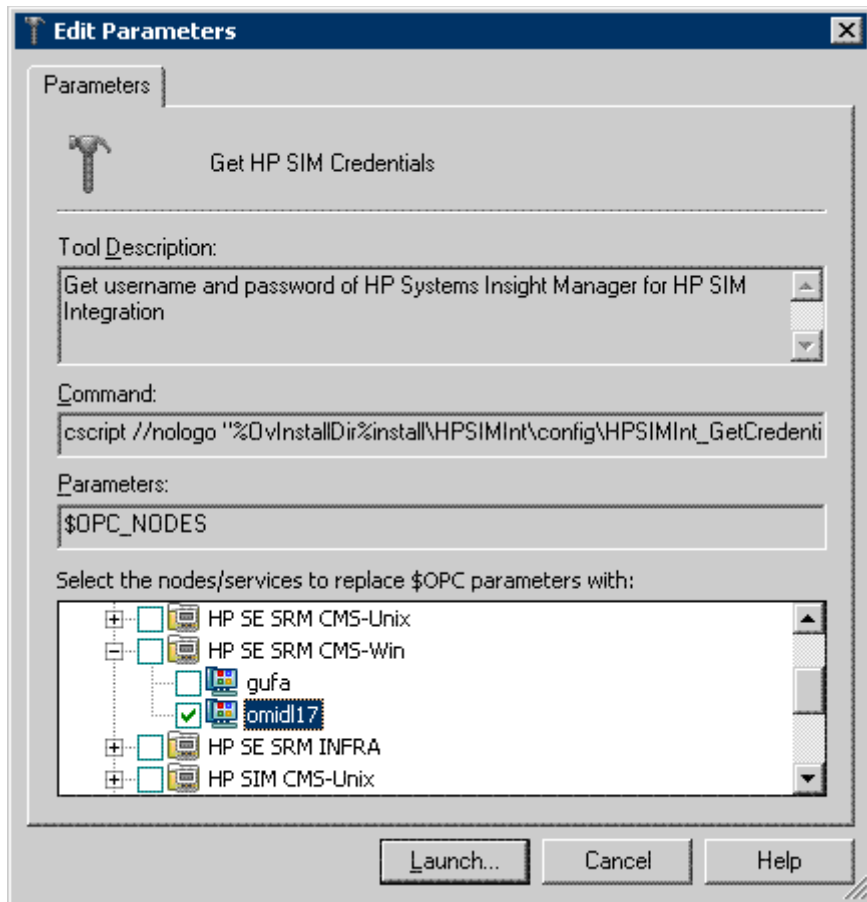 Edit Parameters
Parameters
Get HP SIM Credentials
Tool Description:
Get username and password of HP Systems Insight Manager for HP SIM
Integration
Command:
cscript //nologo "%OvInstallDir%install\HPSIMInt\config\HPSIMInt_GetCredenti
Parameters:
$OPC_NODES
Select the nodes/services to replace $OPC parameters with:
HP SE SRM CMS-Unix
HP SE SRM CMS-Win
gufa
omidl17
HP SE SRM INFRA
HP SIM CMS-Unix
Launch... Cancel Help